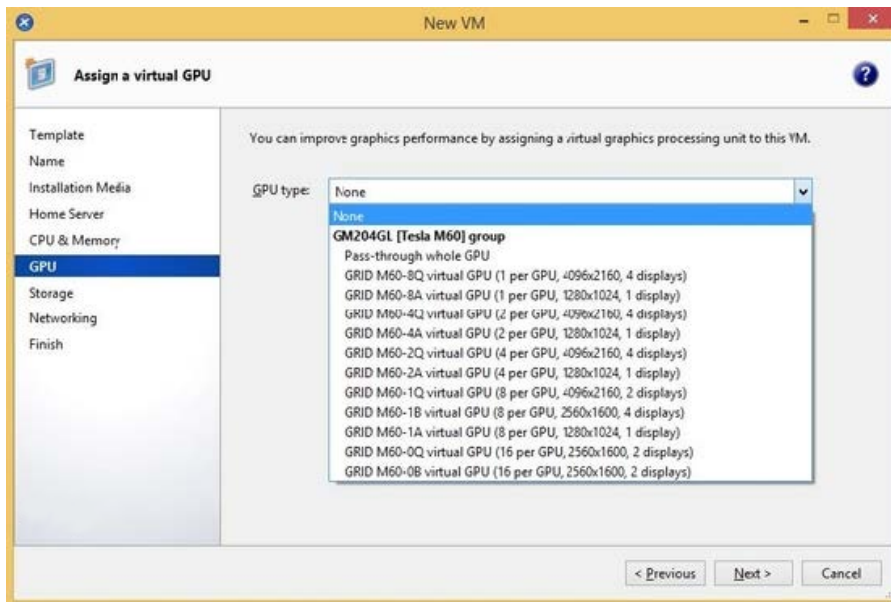 New VM
Assign a virtual GPU
?
Template
Name
Installation Media
Home Server
CPU & Memory
GPU
Storage
Networking
Finish
You can improve graphics performance by assigning a virtual graphics processing unit to this VM.
GPU type: None
None
GM204GL [Tesla M60] group
Pass-through whole GPU
GRID M60-8Q virtual GPU (1 per GPU, 4096x2160, 4 displays)
GRID M60-8A virtual GPU (1 per GPU, 1280x1024, 1 display)
GRID M60-4Q virtual GPU (2 per GPU, 4096x2160, 4 displays)
GRID M60-4A virtual GPU (2 per GPU, 1280x1024, 1 display)
GRID M60-2Q virtual GPU (4 per GPU, 4096x2160, 4 displays)
GRID M60-2A virtual GPU (4 per GPU, 1280x1024, 1 display)
GRID M60-1Q virtual GPU (8 per GPU, 4096x2160, 2 displays)
GRID M60-1B virtual GPU (8 per GPU, 2560x1600, 4 displays)
GRID M60-1A virtual GPU (8 per GPU, 1280x1024, 1 display)
GRID M60-0Q virtual GPU (16 per GPU, 2560x1600, 2 displays)
GRID M60-0B virtual GPU (16 per GPU, 2560x1600, 2 displays)
< Previous Next > Cancel